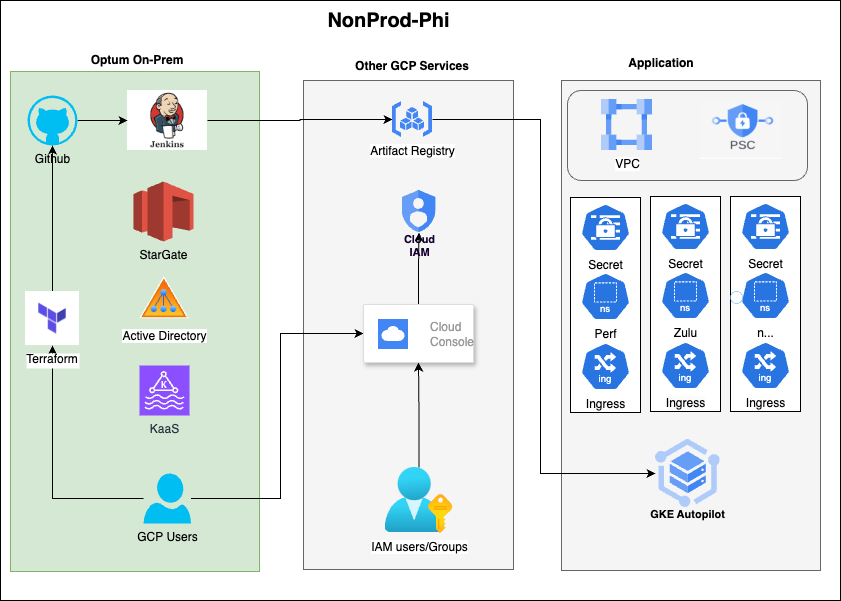 NonProd-Phi
Optum On-Prem
Github
Jenkins
StarGate
Active Directory
Terraform
K
KaaS
GCP Users
Other GCP Services
Artifact Registry
Cloud
IAM
Cloud
Console
IAM users/Groups
Application
VPC
PSC
Secret
ns
Perf
ing
Ingress
Secret
ns
Zulu
ing
Ingress
Secret
ns
n...
ing
Ingress
GKE Autopilot